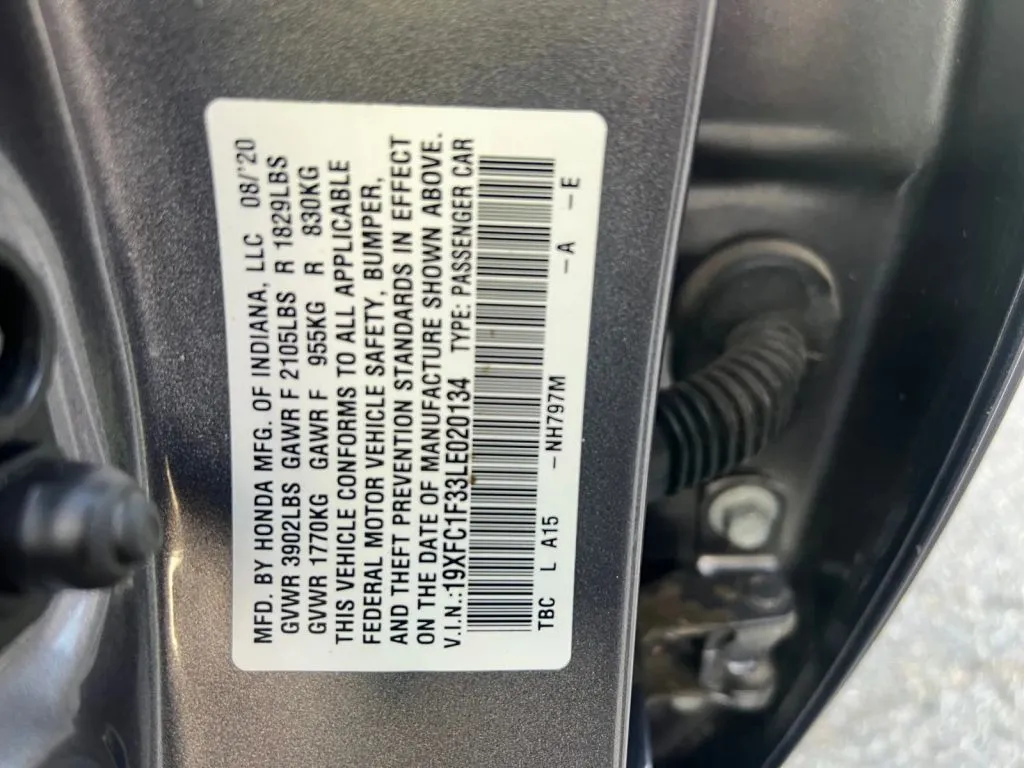 MFD. BY HONDA MFG. OF INDIANA, LLC 08/'20
GVWR 3902LBS GAWR F 2105LBS R 1829LBS
GVWR 1770KG GAWR F 955KG R 830KG
THIS VEHICLE CONFORMS TO ALL APPLICABLE
FEDERAL MOTOR VEHICLE SAFETY, BUMPER,
AND THEFT PREVENTION STANDARDS IN EFFECT
ON THE DATE OF MANUFACTURE SHOWN ABOVE.
V.I.N.:19XFC1F33LE020134 TYPE: PASSENGER CAR
TBC L A15 -NH797M -A -E